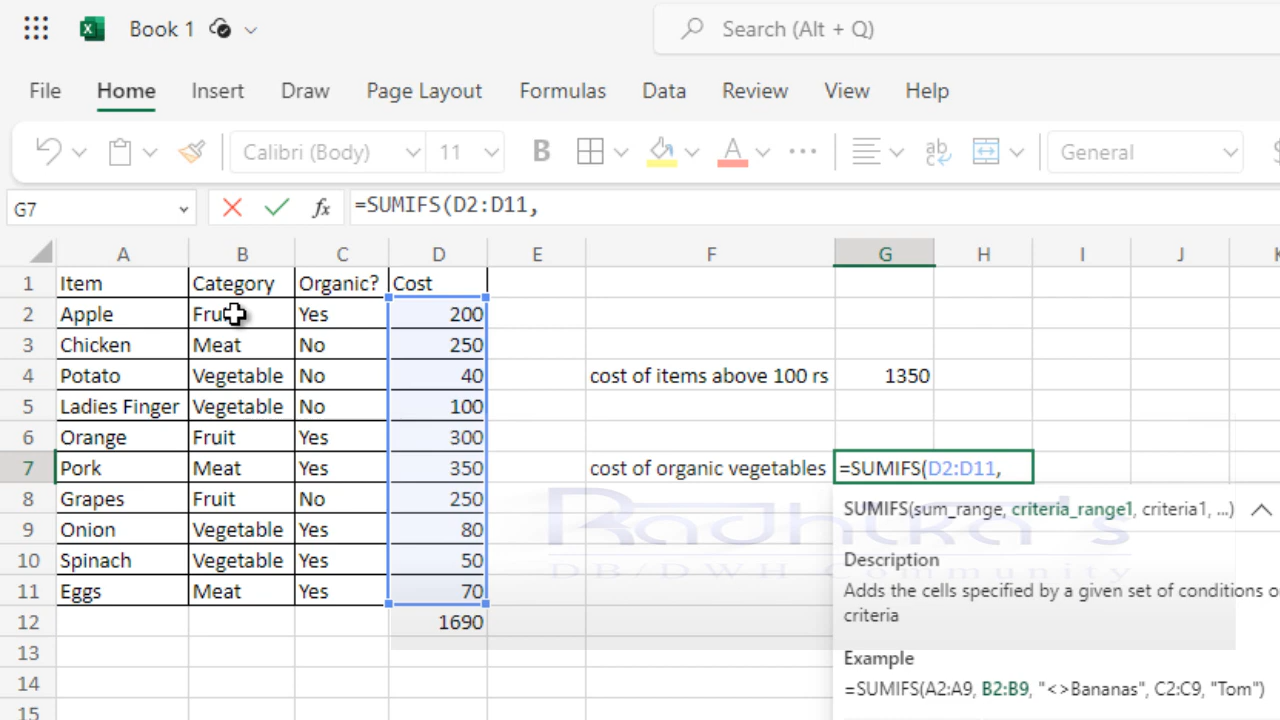 Book 1
Search (Alt + Q)
File Home Insert Draw Page Layout Formulas Data Review View Help
Calibri (Body) 11 B A ab General $
G7 fx =SUMIFS(D2:D11,
A B C D E F G H I J K
1 Item Category Organic? Cost
2 Apple Yes 200
3 Chicken Meat No 250
4 Potato Vegetable No 40 cost of items above 100 rs 1350
5 Ladies Finger Vegetable No 100
6 Orange Fruit Yes 300
7 Pork Meat Yes 350 cost of organic vegetables =SUMIFS(D2:D11,
8 Grapes Fruit No 250
SUMIFS(sum_range, criteria_range1, criteria1, ...)
Radhika's
9 Onion Vegetable Yes 80
10 Spinach Vegetable Yes 50
Description
DB/DWH Community
11 Eggs Meat Yes 70
Adds the cells specified by a given set of conditions o
criteria
12 1690
13
Example
14
=SUMIFS(A2:A9, B2:B9, "<>Bananas", C2:C9, "Tom")
15